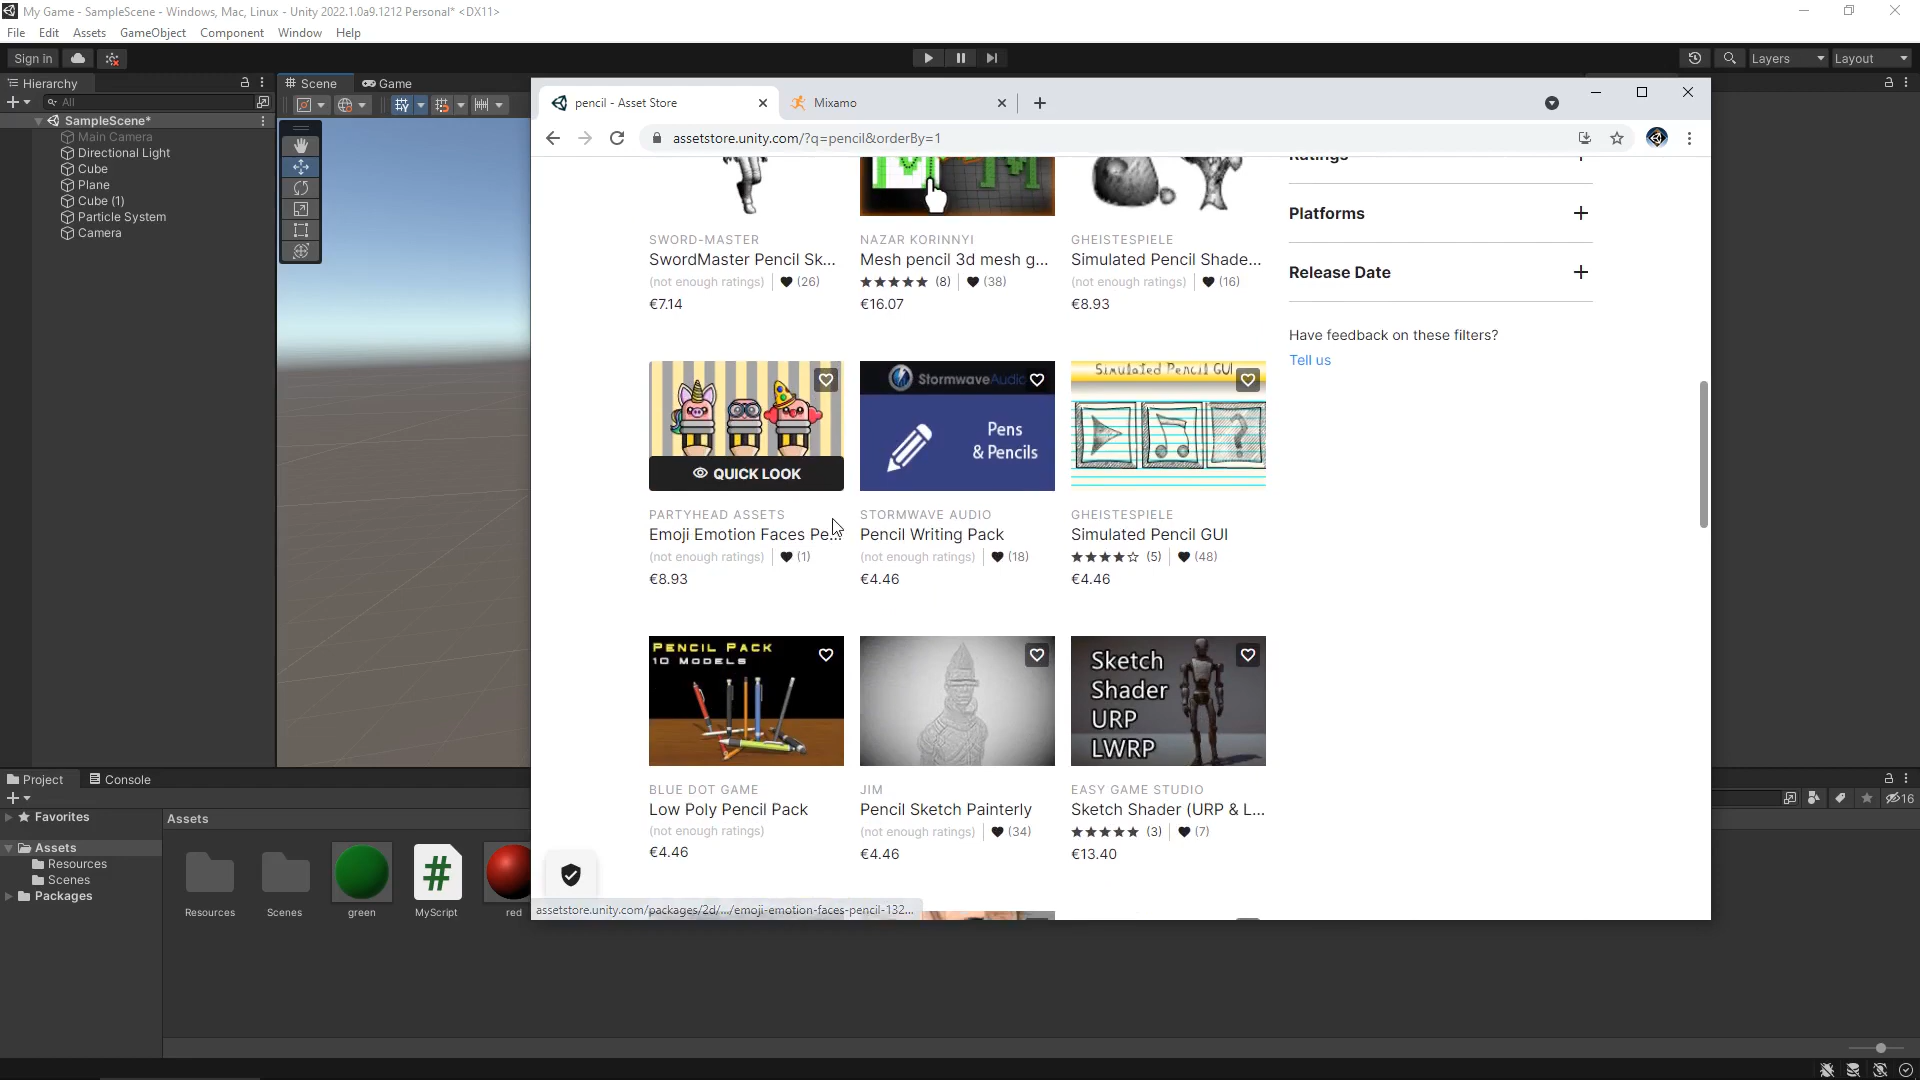 My Game - SampleScene - Windows, Mac, Linux - Unity 2022.1.0a9.1212 Personal* <DX11>
File Edit Assets GameObject Component Window Help
Sign in
Layers Layout
Hierarchy
Scene Game
All
SampleScene*
Main Camera
Directional Light
Cube
Plane
Cube (1)
Particle System
Camera
pencil - Asset Store
Mixamo
assetstore.unity.com/?q=pencil&orderBy=1
Ratings
Platforms
Release Date
Have feedback on these filters?
Tell us
SWORD-MASTER
SwordMaster Pencil Sk...
(not enough ratings) (26)
€7.14
NAZAR KORINNYI
Mesh pencil 3d mesh g...
(8) (38)
€16.07
GHEISTESPIELE
Simulated Pencil Shade...
(not enough ratings) (16)
€8.93
QUICK LOOK
PARTYHEAD ASSETS
Emoji Emotion Faces Pe...
(not enough ratings) (1)
€8.93
StormwaveAudio
Pens
& Pencils
STORMWAVE AUDIO
Pencil Writing Pack
(not enough ratings) (18)
€4.46
Simulated Pencil GUI
?
GHEISTESPIELE
Simulated Pencil GUI
(5) (48)
€4.46
PENCIL PACK
10 MODELS
BLUE DOT GAME
Low Poly Pencil Pack
(not enough ratings)
€4.46
JIM
Pencil Sketch Painterly
(not enough ratings) (34)
€4.46
Sketch
Shader
URP
LWRP
EASY GAME STUDIO
Sketch Shader (URP & L...
(3) (7)
€13.40
assetstore.unity.com/packages/2d/.../emoji-emotion-faces-pencil-132...
Project Console
16
Favorites
Assets
Resources
Scenes
Packages
Assets
#
Resources
Scenes
green
MyScript
red